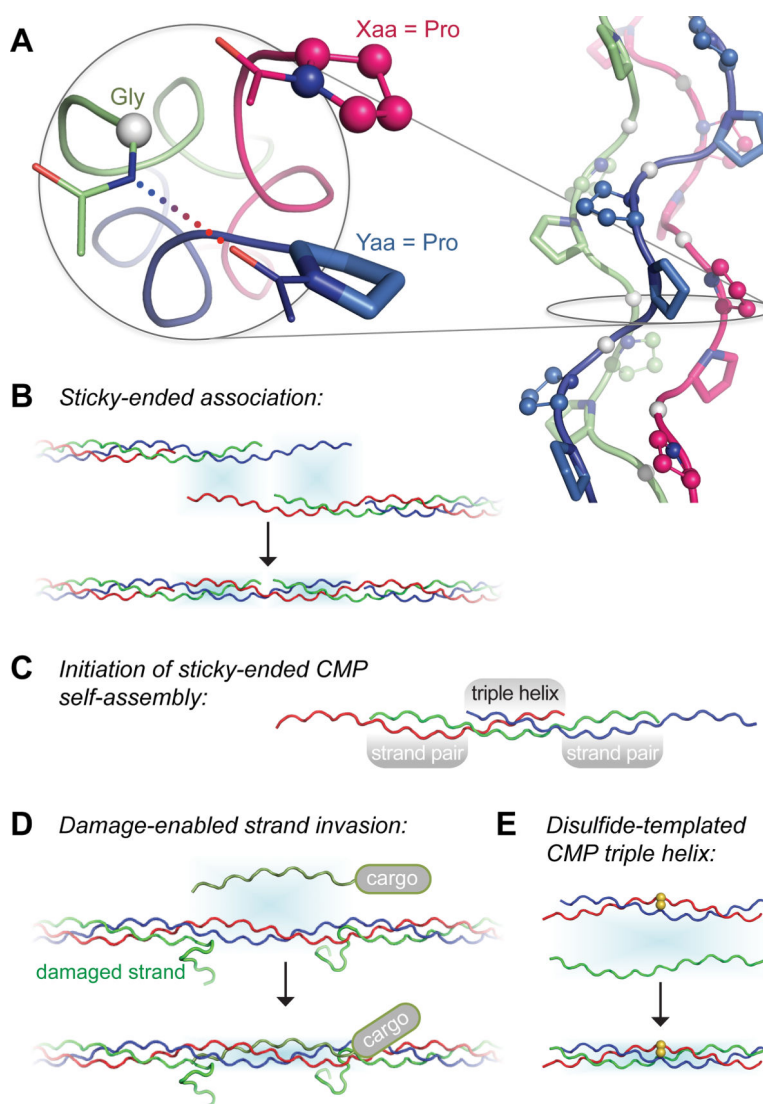 A
Xaa = Pro
Gly
Yaa = Pro
B Sticky-ended association:
C Initiation of sticky-ended CMP
self-assembly:
triple helix
strand pair
strand pair
D Damage-enabled strand invasion:
cargo
damaged strand
cargo
E Disulfide-templated
CMP triple helix: